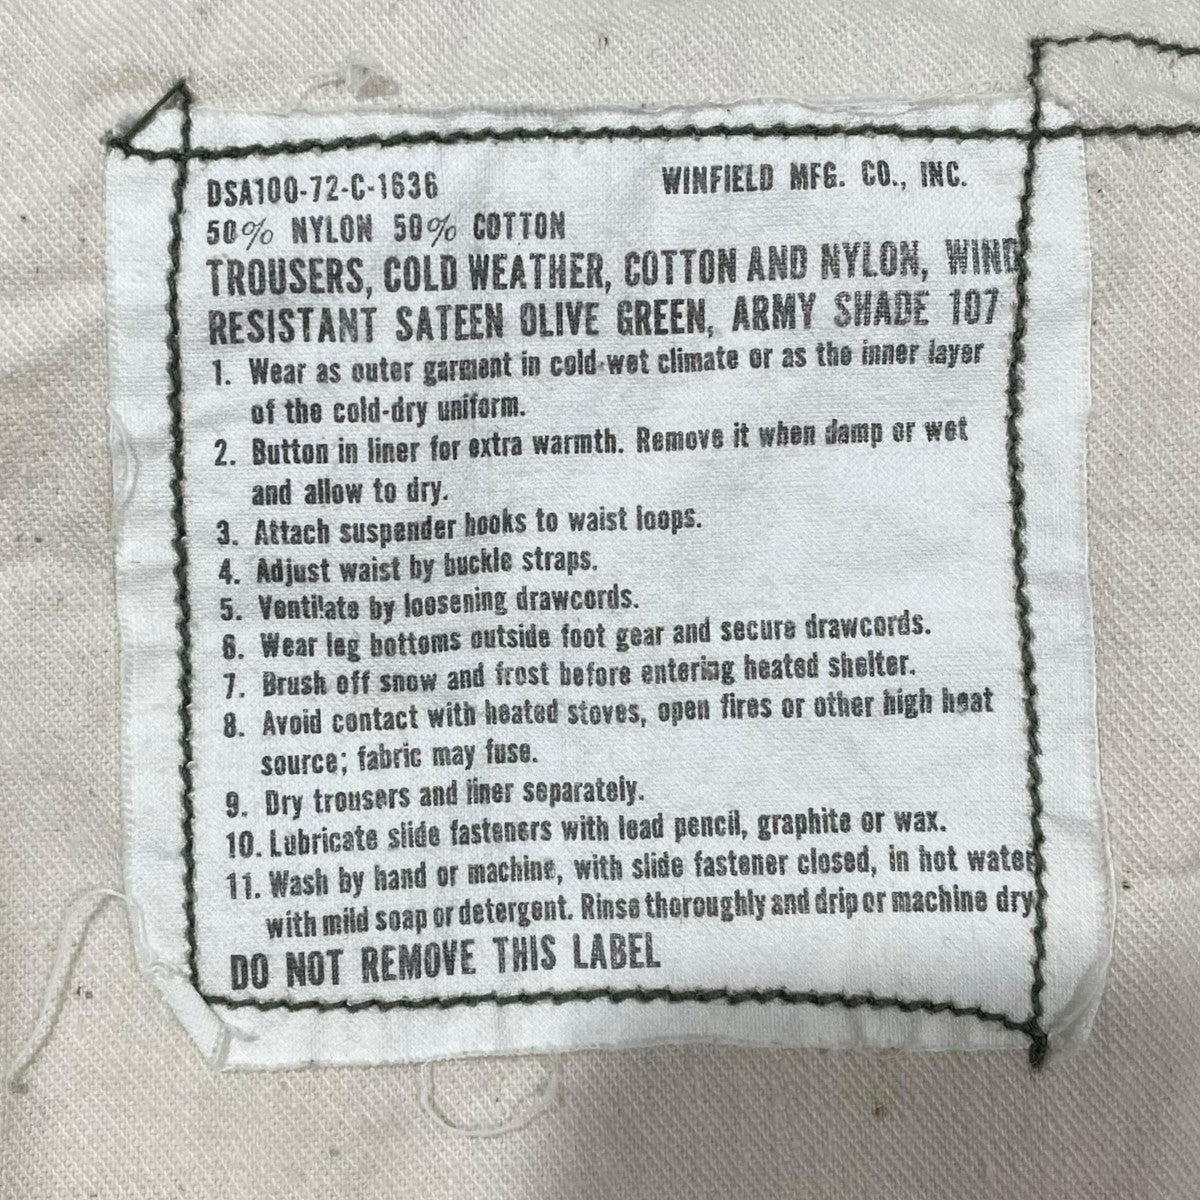 DSA100-72-C-1636 WINFIELD MFG. CO., INC.
50% NYLON 50% COTTON
TROUSERS, COLD WEATHER, COTTON AND NYLON, WIND
RESISTANT SATEEN OLIVE GREEN, ARMY SHADE 107
1. Wear as outer garment in cold-wet climate or as the inner layer
of the cold-dry uniform.
2. Button in liner for extra warmth. Remove it when damp or wet
and allow to dry.
3. Attach suspender hooks to waist loops.
4. Adjust waist by buckle straps.
5. Ventilate by loosening drawcords.
6. Wear leg bottoms outside foot gear and secure drawcords.
7. Brush off snow and frost before entering heated shelter.
8. Avoid contact with heated stoves, open fires or other high heat
source; fabric may fuse.
9. Dry trousers and liner separately.
10. Lubricate slide fasteners with lead pencil, graphite or wax.
11. Wash by hand or machine, with slide fastener closed, in hot water
with mild soap or detergent. Rinse thoroughly and drip or machine dry
DO NOT REMOVE THIS LABEL